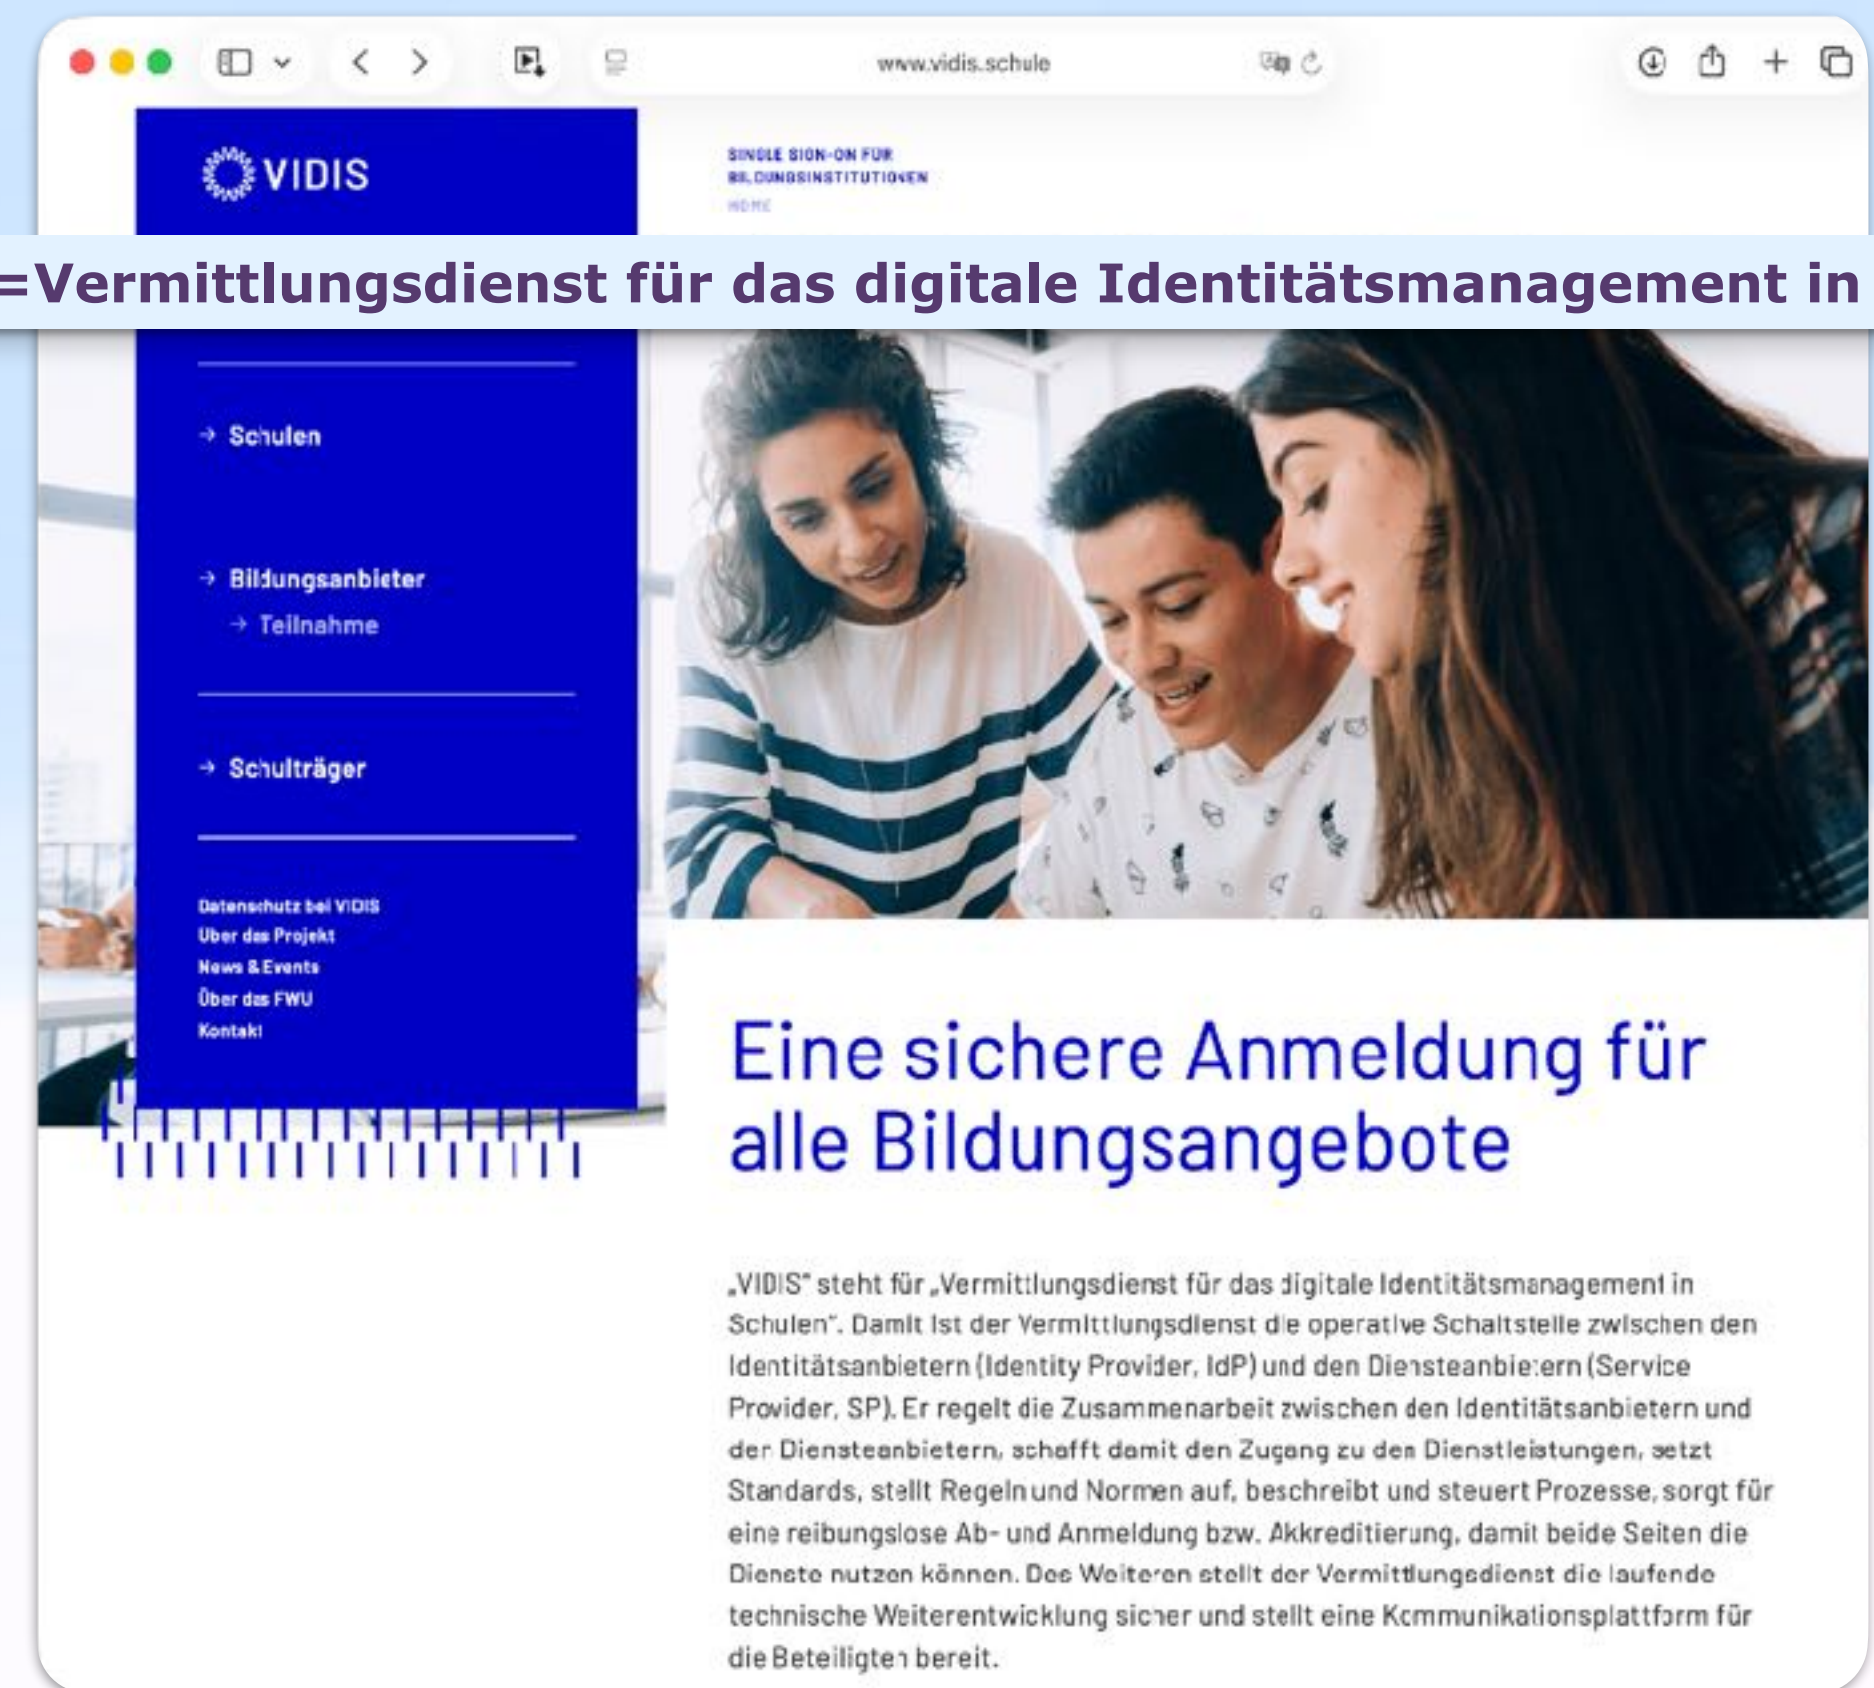 www.vidis.schule
VIDIS
SINGLE SIGN-ON FÜR
BILDUNGSINSTITUTIONEN
HOME
=Vermittlungsdienst für das digitale Identitätsmanagement in
→ Schulen
→ Bildungsanbieter
→ Teilnahme
→ Schulträger
Datenschutz bei VIDIS
Über das Projekt
News & Events
Über das FWU
Kontakt
Eine sichere Anmeldung für
alle Bildungsangebote
„VIDIS“ steht für „Vermittlungsdienst für das digitale Identitätsmanagement in
Schulen“. Damit ist der Vermittlungsdienst die operative Schaltstelle zwischen den
Identitätsanbietern (Identity Provider, IdP) und den Diensteanbietern (Service
Provider, SP). Er regelt die Zusammenarbeit zwischen den Identitätsanbietern und
den Diensteanbietern, schafft damit den Zugang zu den Dienstleistungen, setzt
Standards, stellt Regeln und Normen auf, beschreibt und steuert Prozesse, sorgt für
eine reibungslose Ab- und Anmeldung bzw. Akkreditierung, damit beide Seiten die
Dienste nutzen können. Des Weiteren stellt der Vermittlungsdienst die laufende
technische Weiterentwicklung sicher und stellt eine Kommunikationsplattform für
die Beteiligten bereit.